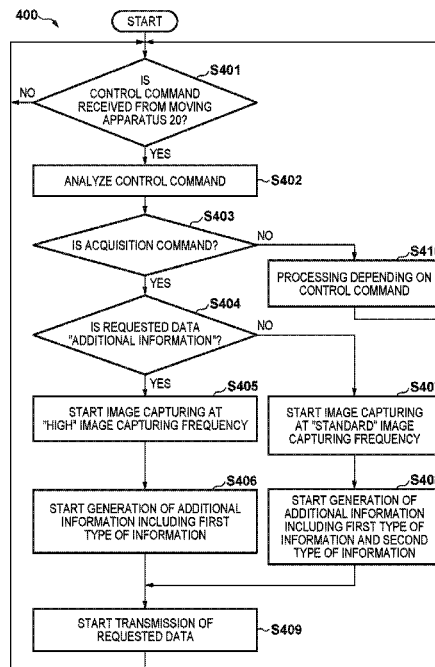 400
START
S401
IS
CONTROL COMMAND
RECEIVED FROM MOVING
APPARATUS 20?
NO
YES
ANALYZE CONTROL COMMAND
S402
S403
IS ACQUISITION COMMAND?
NO
YES
PROCESSING DEPENDING ON
CONTROL COMMAND
S404
IS REQUESTED DATA
"ADDITIONAL INFORMATION"?
NO
YES
S405
START IMAGE CAPTURING AT
"HIGH" IMAGE CAPTURING FREQUENCY
START IMAGE CAPTURING
AT "STANDARD" IMAGE
CAPTURING FREQUENCY
S406
START GENERATION OF ADDITIONAL
INFORMATION INCLUDING FIRST
TYPE OF INFORMATION
START GENERATION OF
ADDITIONAL INFORMATION
INCLUDING FIRST TYPE OF
INFORMATION AND SECOND
TYPE OF INFORMATION
START TRANSMISSION OF
REQUESTED DATA
S409